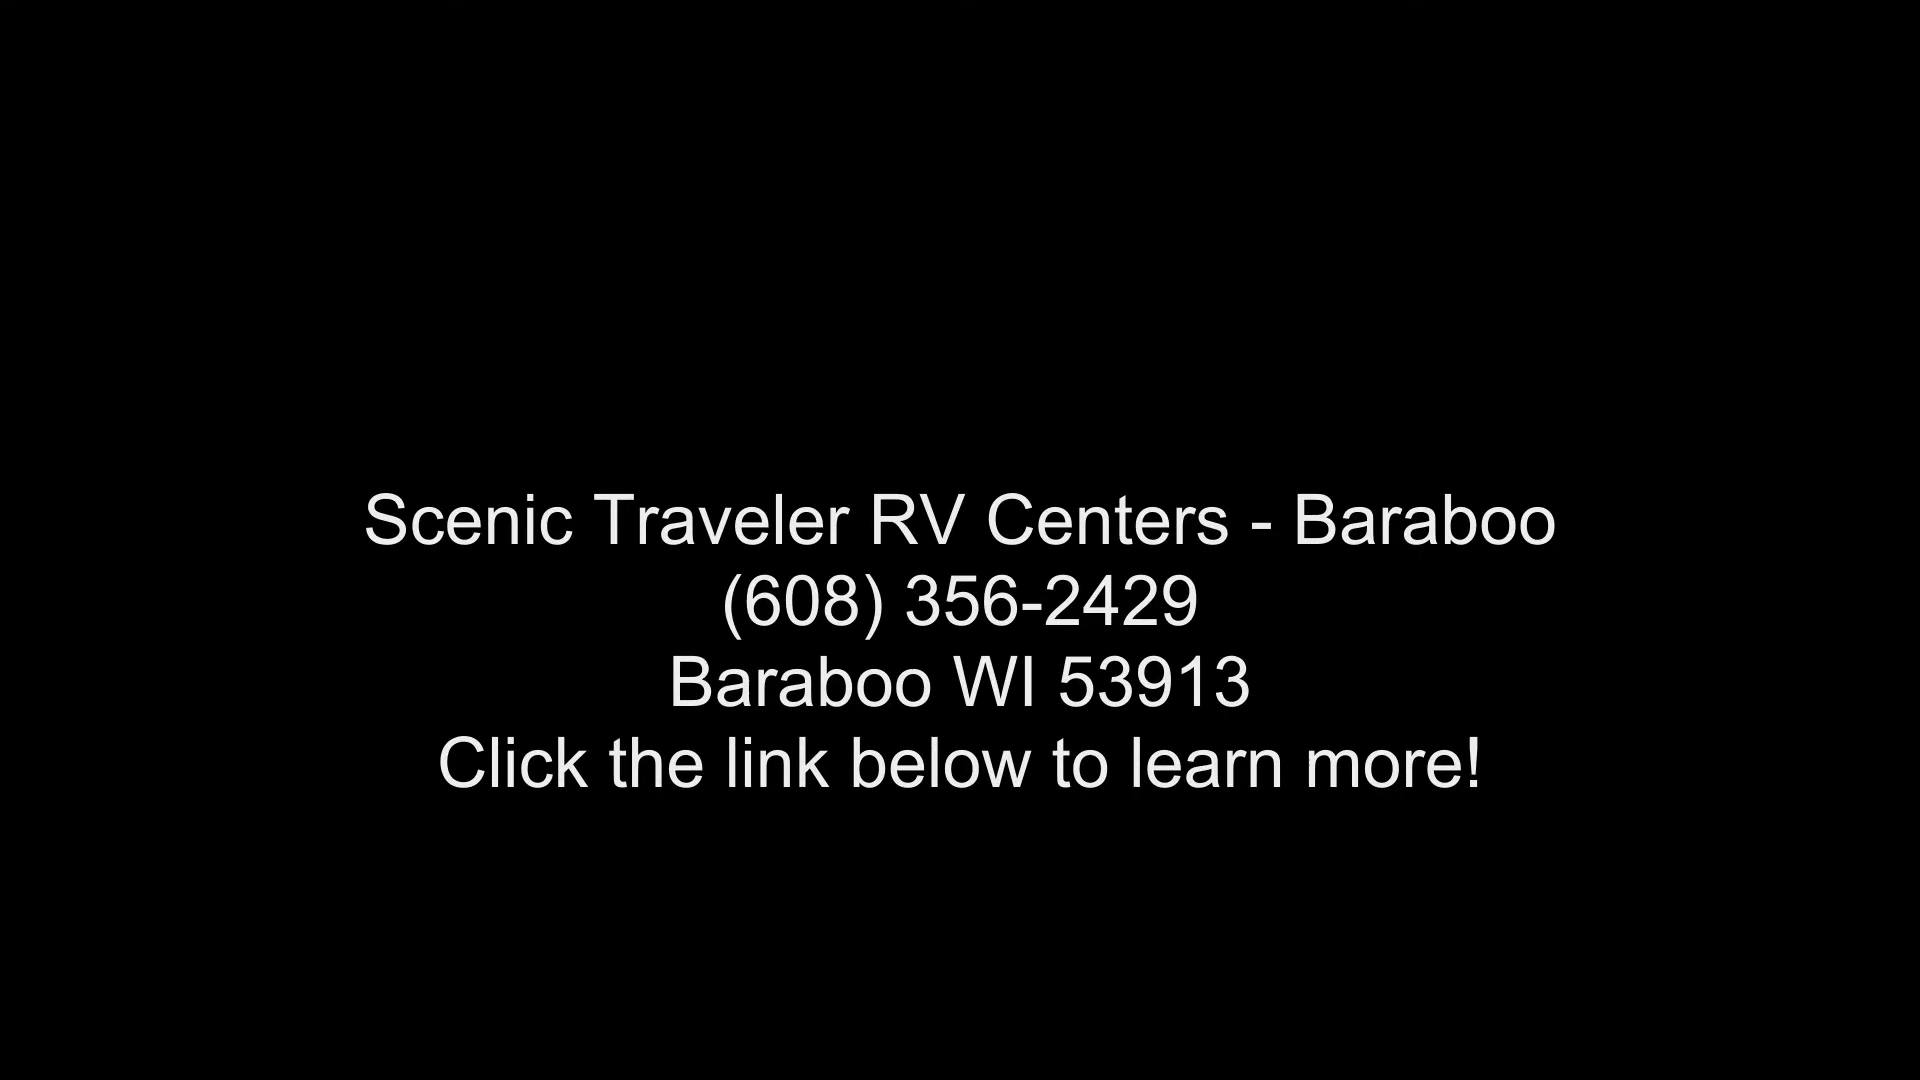 Scenic Traveler RV Centers - Baraboo
(608) 356-2429
Baraboo WI 53913
Click the link below to learn more!